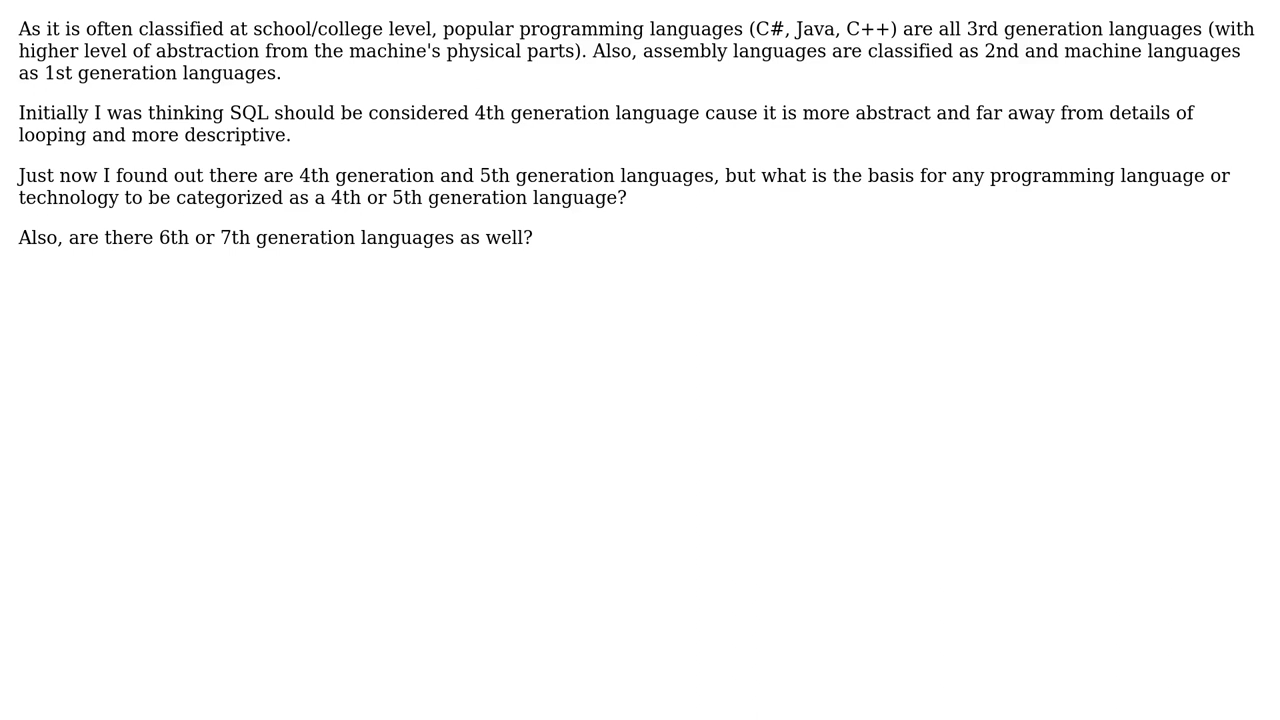 As it is often classified at school/college level, popular programming languages (C#, Java, C++) are all 3rd generation languages (with
higher level of abstraction from the machine's physical parts). Also, assembly languages are classified as 2nd and machine languages
as 1st generation languages.
Initially I was thinking SQL should be considered 4th generation language cause it is more abstract and far away from details of
looping and more descriptive.
Just now I found out there are 4th generation and 5th generation languages, but what is the basis for any programming language or
technology to be categorized as a 4th or 5th generation language?
Also, are there 6th or 7th generation languages as well?